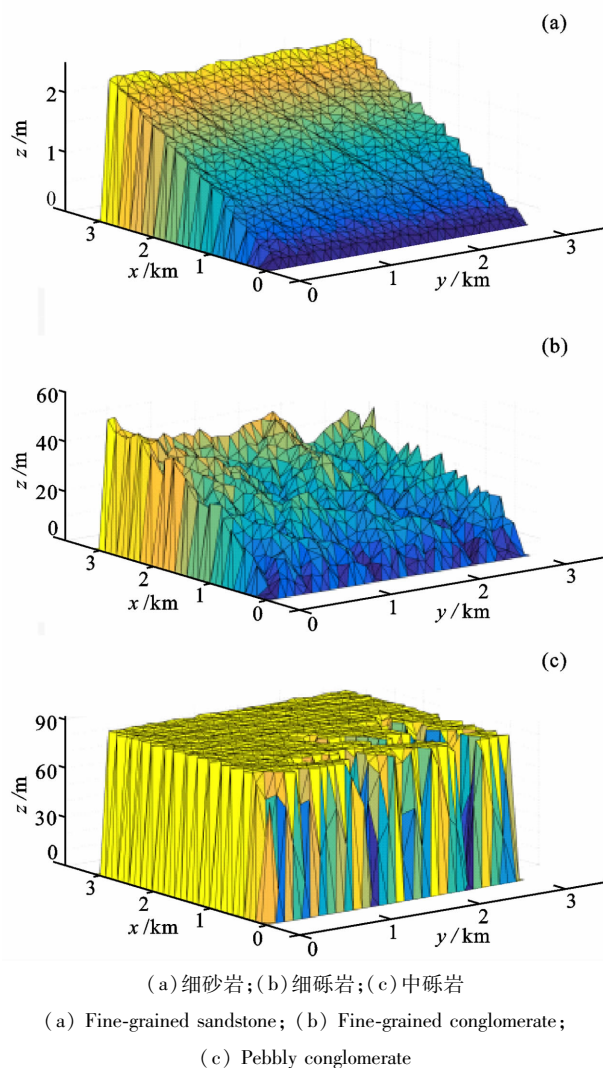 (a)
2
1
0
z/m
3
2
1
0
x/km
0
1
2
3
y/km
(b)
60
40
20
0
z/m
3
2
1
0
x/km
0
1
2
3
y/km
(c)
90
60
30
0
z/m
3
2
1
0
x/km
0
1
2
3
y/km
(a)细砂岩;(b)细砾岩;(c)中砾岩
(a) Fine-grained sandstone; (b) Fine-grained conglomerate;
(c) Pebbly conglomerate